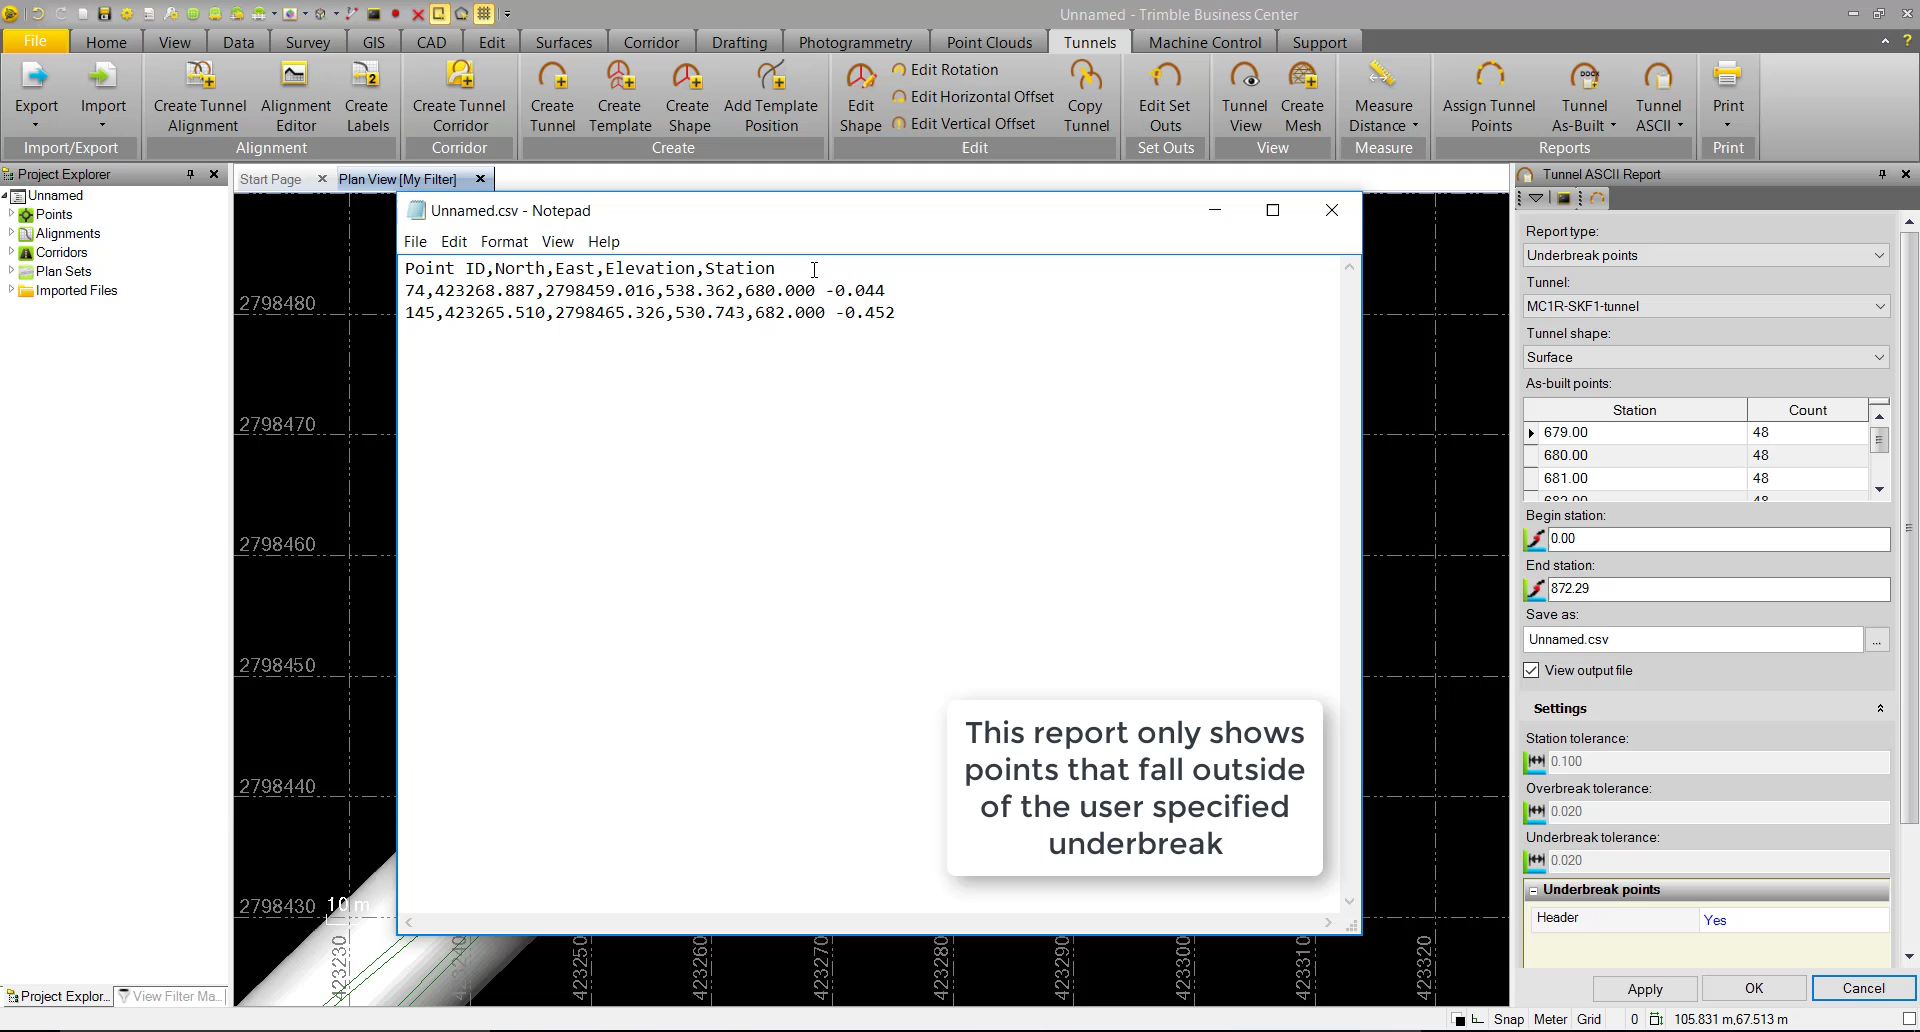 Unnamed - Trimble Business Center
File
Home
View
Data
Survey
GIS
CAD
Edit
Surfaces
Corridor
Drafting
Photogrammetry
Point Clouds
Tunnels
Machine Control
Support
Export
Import
Import/Export
Create Tunnel
Alignment
Alignment
Editor
Create
Labels
Alignment
Create Tunnel
Corridor
Corridor
Create
Tunnel
Create
Template
Create
Shape
Add Template
Position
Create
Edit
Shape
Edit Rotation
Edit Horizontal Offset
Edit Vertical Offset
Copy
Tunnel
Edit
Edit Set
Outs
Set Outs
Tunnel
View
Create
Mesh
View
Measure
Distance
Measure
Assign Tunnel
Points
Tunnel
As-Built
Tunnel
ASCII
Reports
Print
Print
Project Explorer
Unnamed
Points
Alignments
Corridors
Plan Sets
Imported Files
Project Explor...
View Filter Ma...
Start Page
Plan View [My Filter]
2798480
2798470
2798460
2798450
2798440
2798430
10 m
423230
423240
423250
423260
423270
423280
423290
423300
423310
423320
Unnamed.csv - Notepad
File Edit Format View Help
Point ID,North,East,Elevation,Station
74,423268.887,2798459.016,538.362,680.000 -0.044
145,423265.510,2798465.326,530.743,682.000 -0.452
This report only shows
points that fall outside
of the user specified
underbreak
Tunnel ASCII Report
Report type:
Underbreak points
Tunnel:
MC1R-SKF1-tunnel
Tunnel shape:
Surface
As-built points:
Station Count
679.00 48
680.00 48
681.00 48
682.00 48
Begin station:
0.00
End station:
872.29
Save as:
Unnamed.csv
...
View output file
Settings
Station tolerance:
0.100
Overbreak tolerance:
0.020
Underbreak tolerance:
0.020
Underbreak points
Header Yes
Apply
OK
Cancel
Snap Meter Grid 0 105.831 m,67.513 m